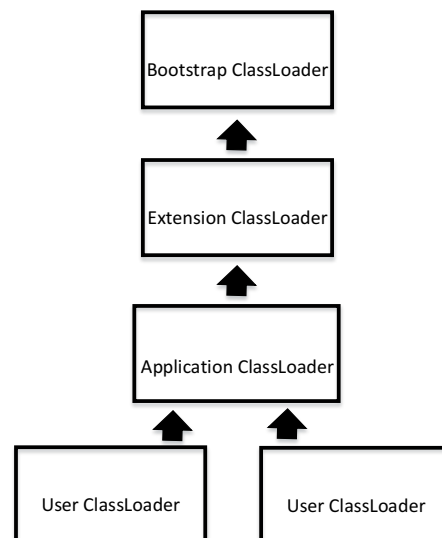 Bootstrap ClassLoader
Extension ClassLoader
Application ClassLoader
User ClassLoader
User ClassLoader